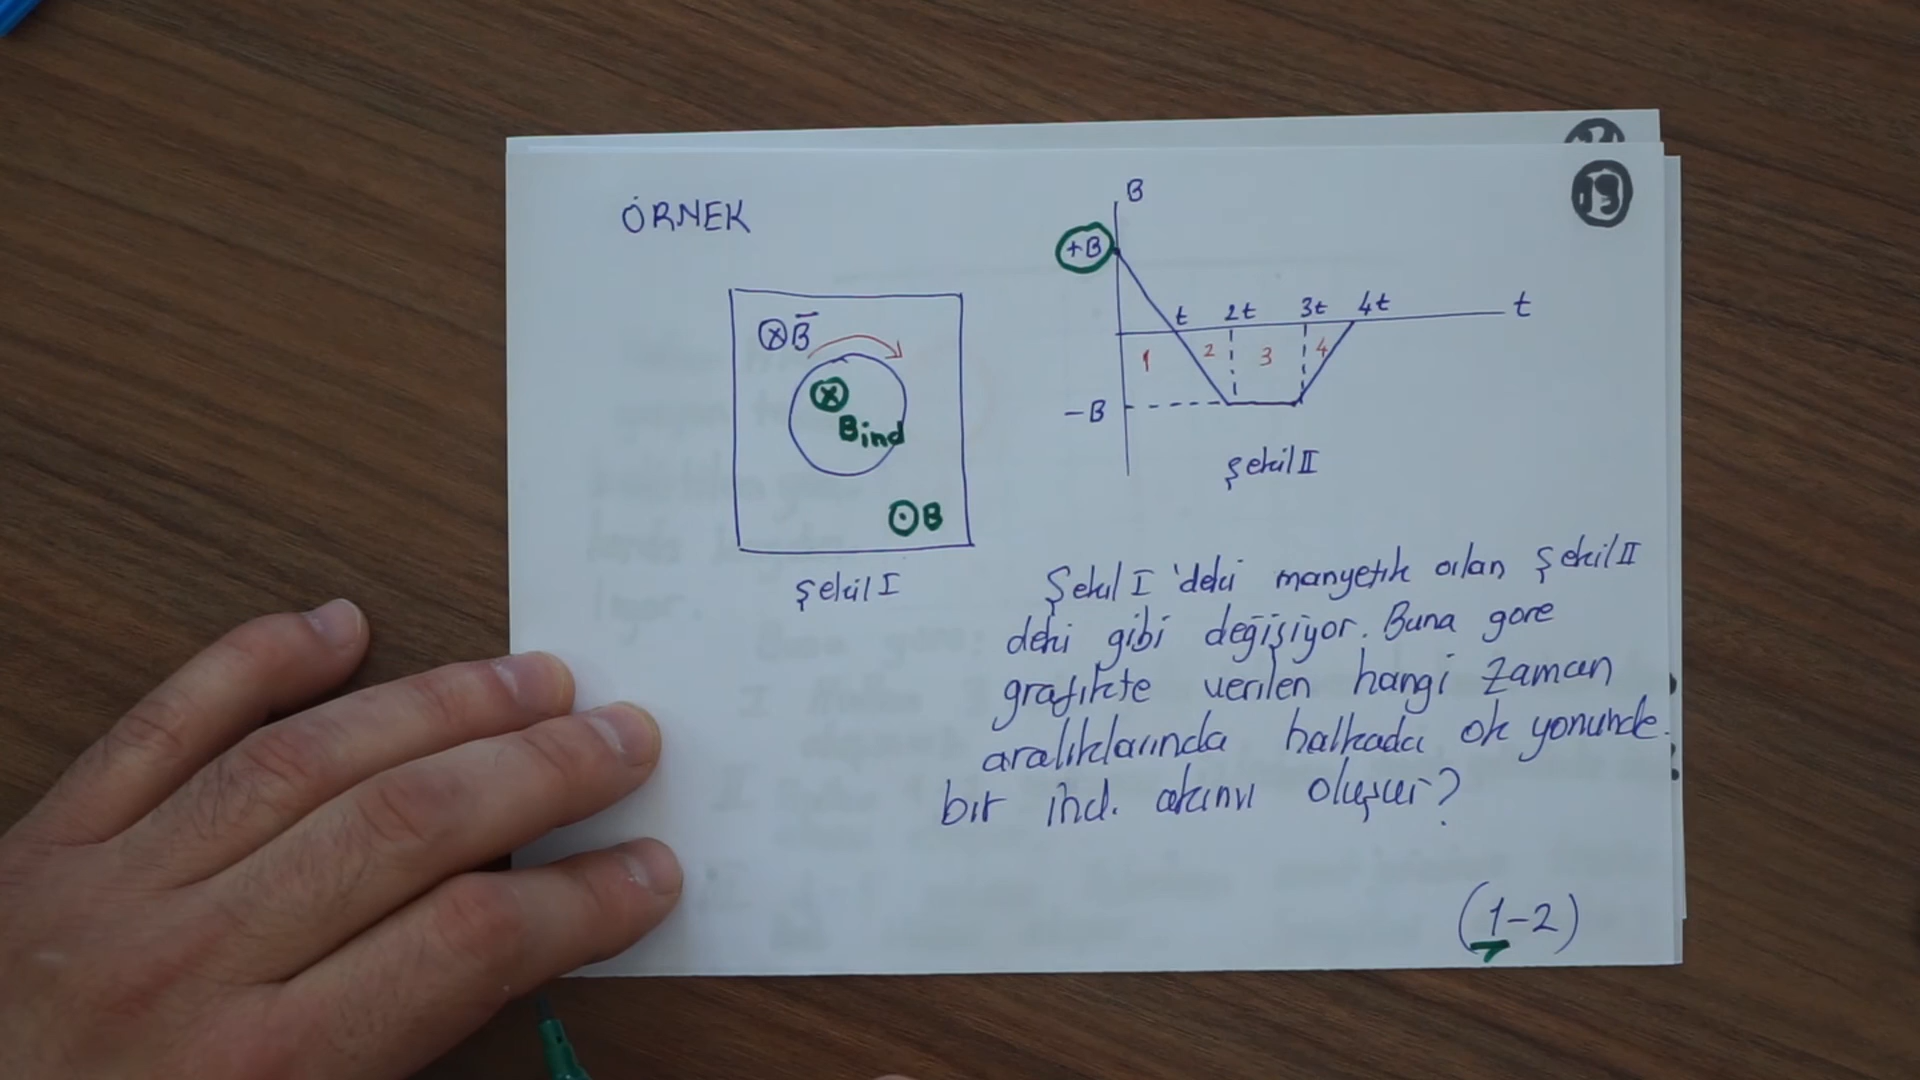 ÖRNEK
19
⊗B
⊗
Bind
⊙B
Şekil I
B
+B
t 2t 3t 4t t
1 2 3 4
-B
Şekil II
Şekil I'deki manyetik alan Şekil II
deki gibi değişiyor. Buna göre
grafikte verilen hangi zaman
aralıklarında halkada ok yönünde
bir ind. akımı oluşur?
(1-2)